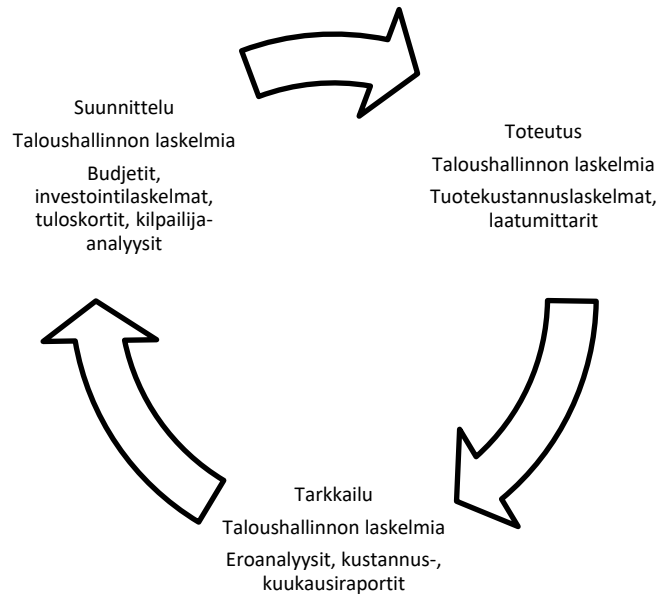 Suunnittelu
Taloushallinnon laskelmia
Budjetit,
investointilaskelmat,
tuloskortit, kilpailija-
analyysit
Toteutus
Taloushallinnon laskelmia
Tuotekustannuslaskelmat,
laatumittarit
Tarkkailu
Taloushallinnon laskelmia
Eroanalyysit, kustannus-,
kuukausiraportit